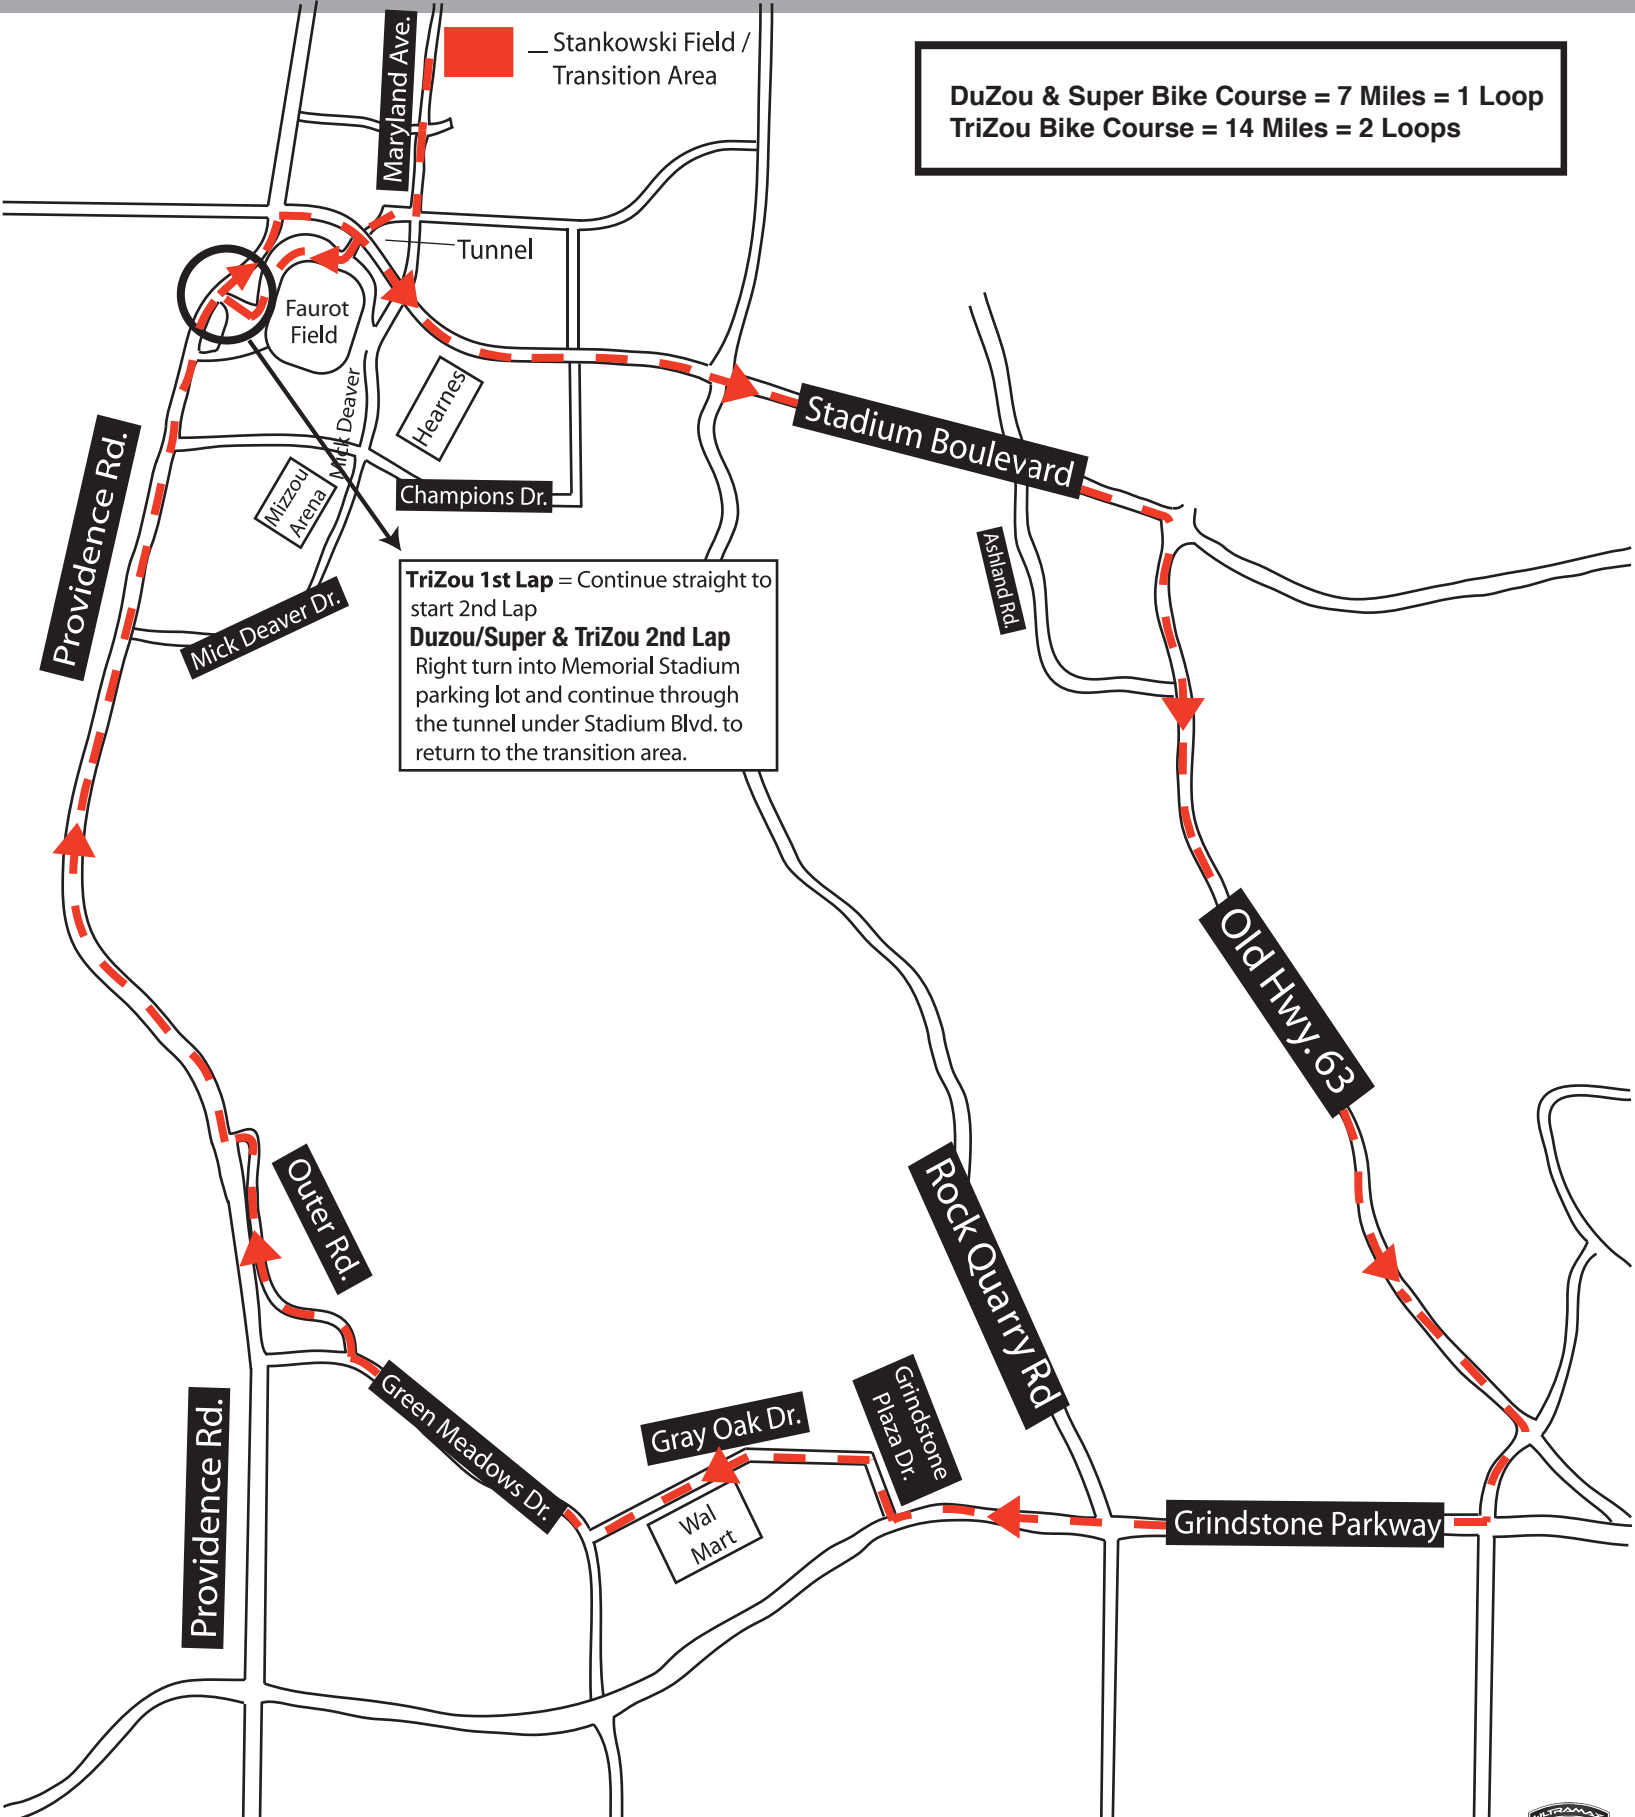 Maryland Ave.
Stankowski Field /
Transition Area
DuZou & Super Bike Course = 7 Miles = 1 Loop
TriZou Bike Course = 14 Miles = 2 Loops
Tunnel
Faurot
Field
Mick Deaver
Hearnes
Stadium Boulevard
Providence Rd.
Mizzou
Arena
Champions Dr.
Ashland Rd.
Mick Deaver Dr.
TriZou 1st Lap = Continue straight to
start 2nd Lap
Duzou/Super & TriZou 2nd Lap
Right turn into Memorial Stadium
parking lot and continue through
the tunnel under Stadium Blvd. to
return to the transition area.
Old Hwy. 63
Outer Rd.
Rock Quarry Rd
Green Meadows Dr.
Gray Oak Dr.
Grindstone
Plaza Dr.
Wal
Mart
Grindstone Parkway
Providence Rd.
ULTRAMAX